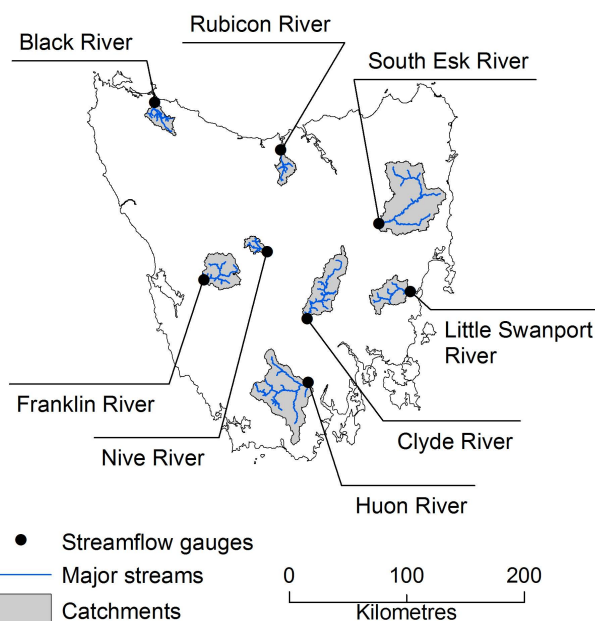 Rubicon River
Black River
South Esk River
Little Swanport
River
Franklin River
Clyde River
Nive River
Huon River
Streamflow gauges
Major streams
Catchments
0 100 200
Kilometres